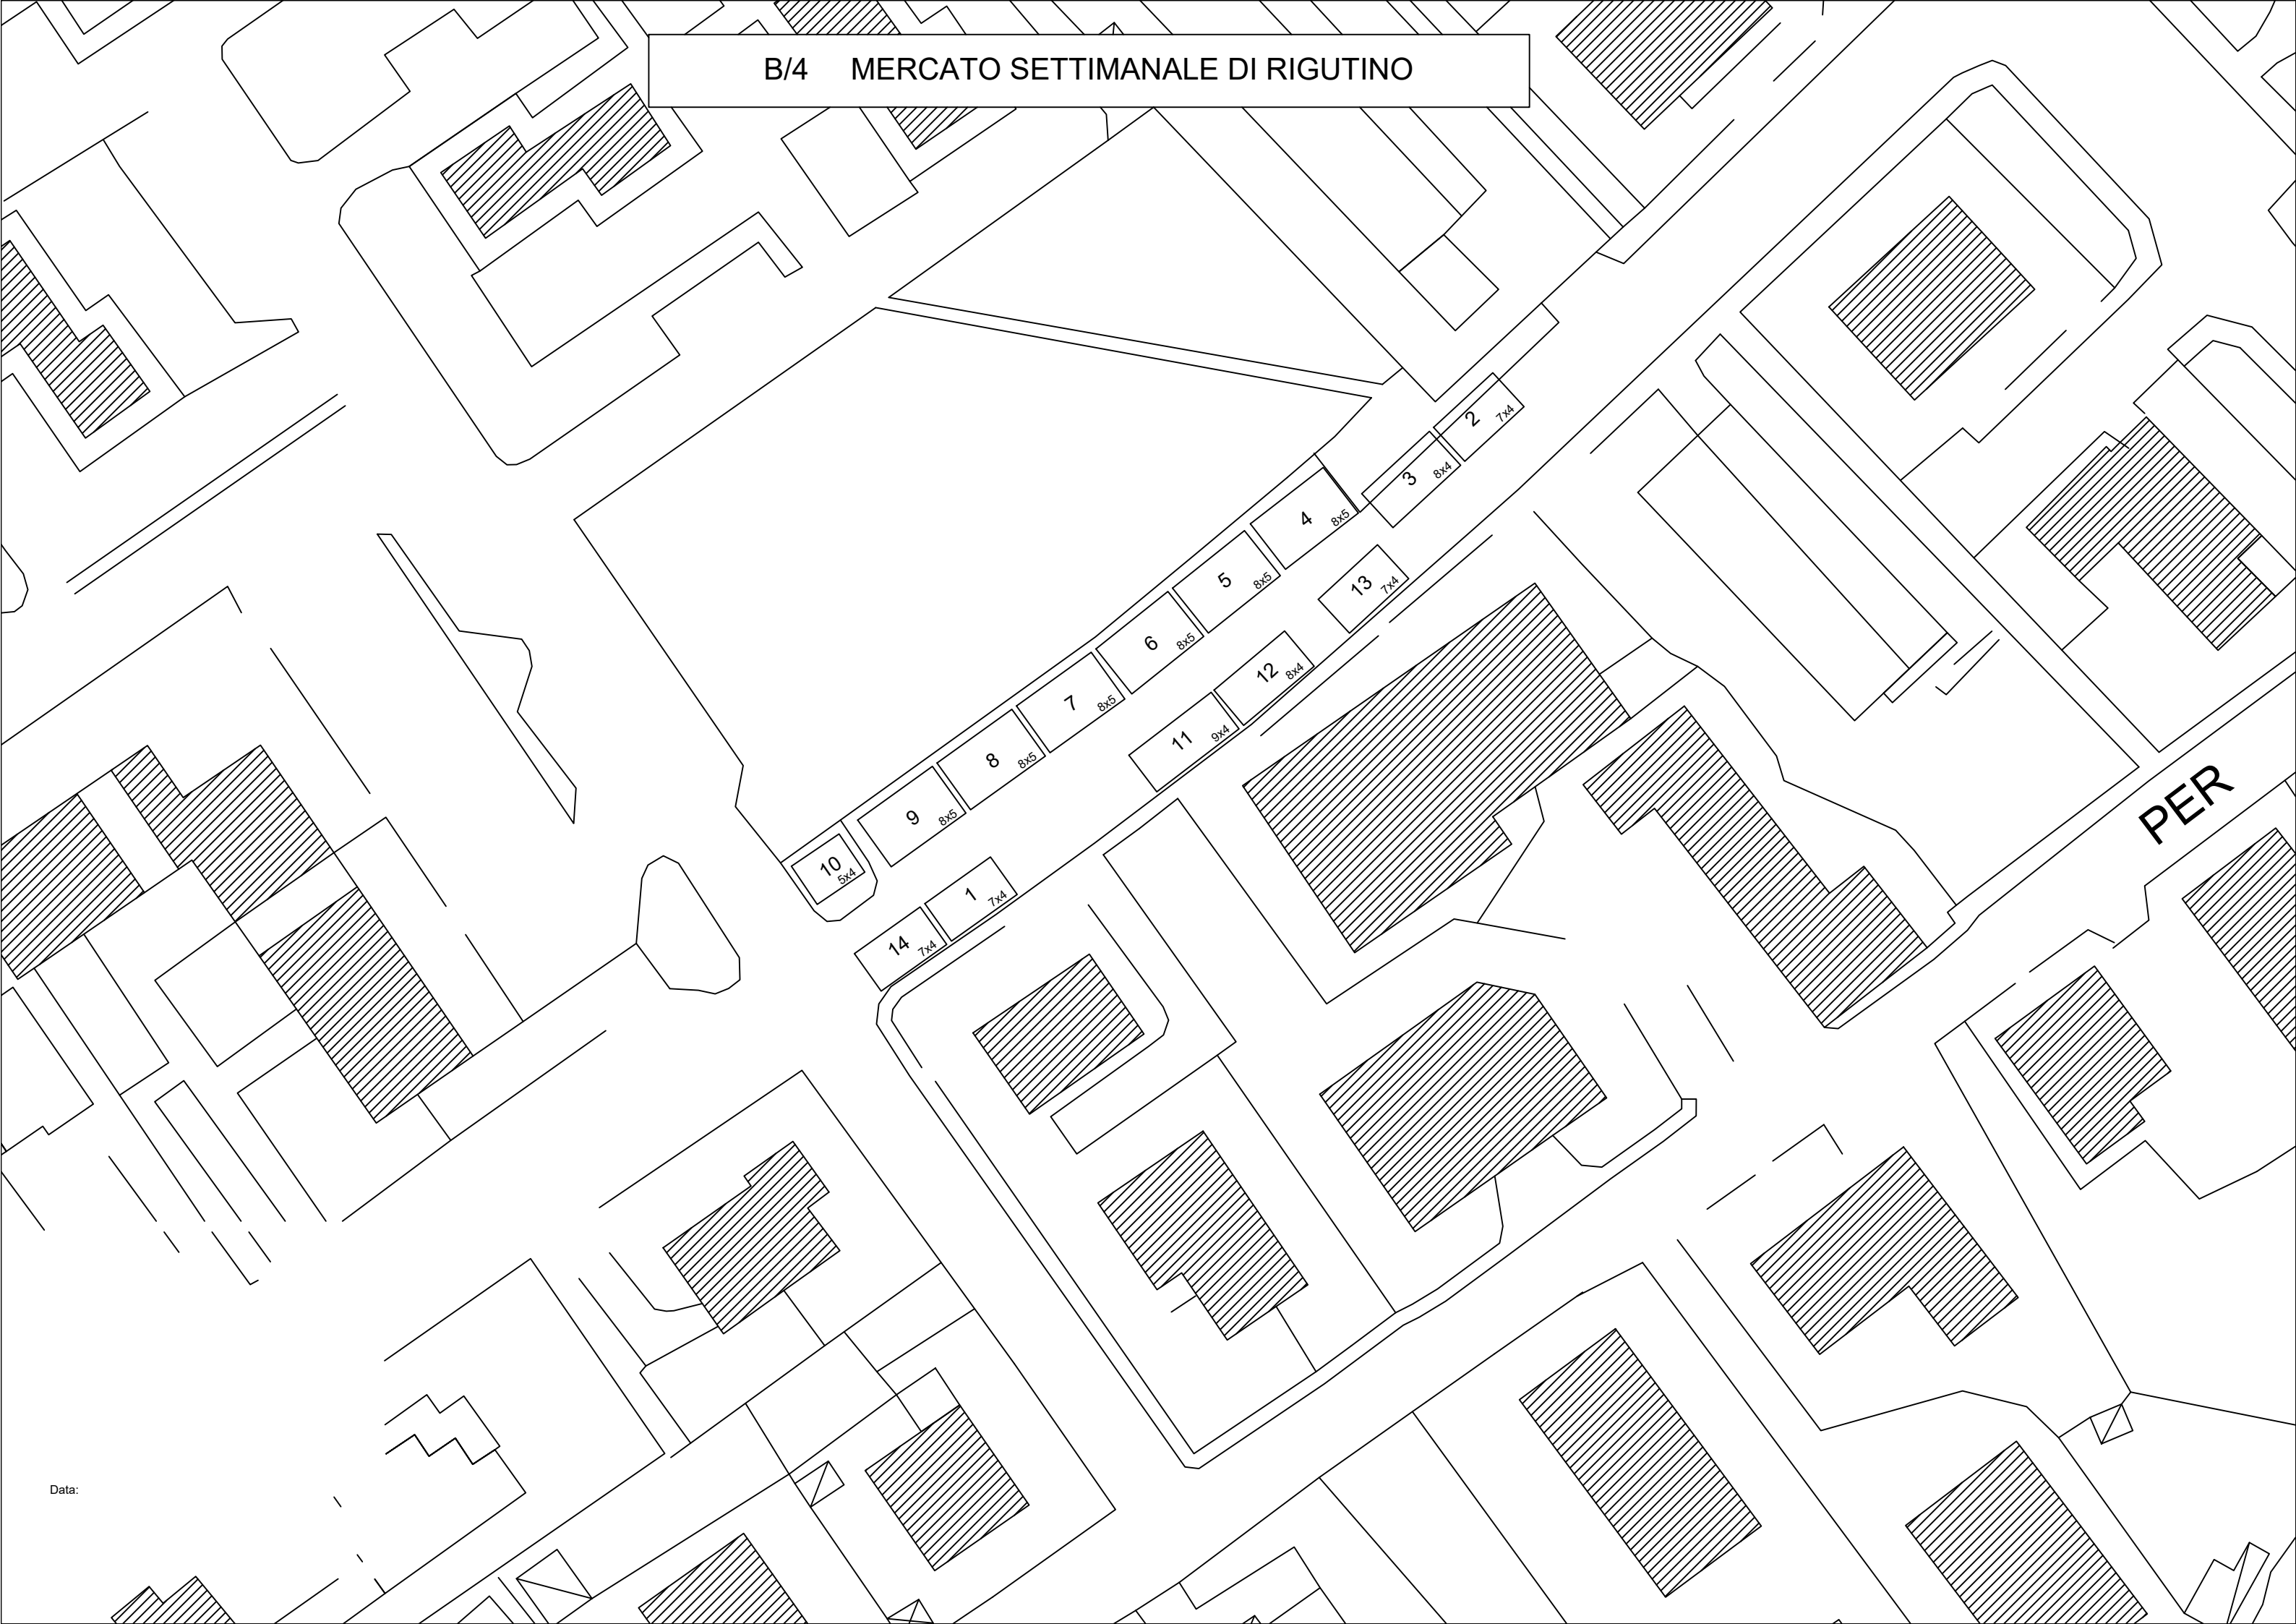 B/4 MERCATO SETTIMANALE DI RIGUTINO
2 7x4
3 8x4
4 8x5
5 8x5
13 7x4
6 8x5
12 8x4
7 8x5
11 9x4
8 8x5
9 8x5
10 5x4
1 7x4
14 7x4
PER
Data: